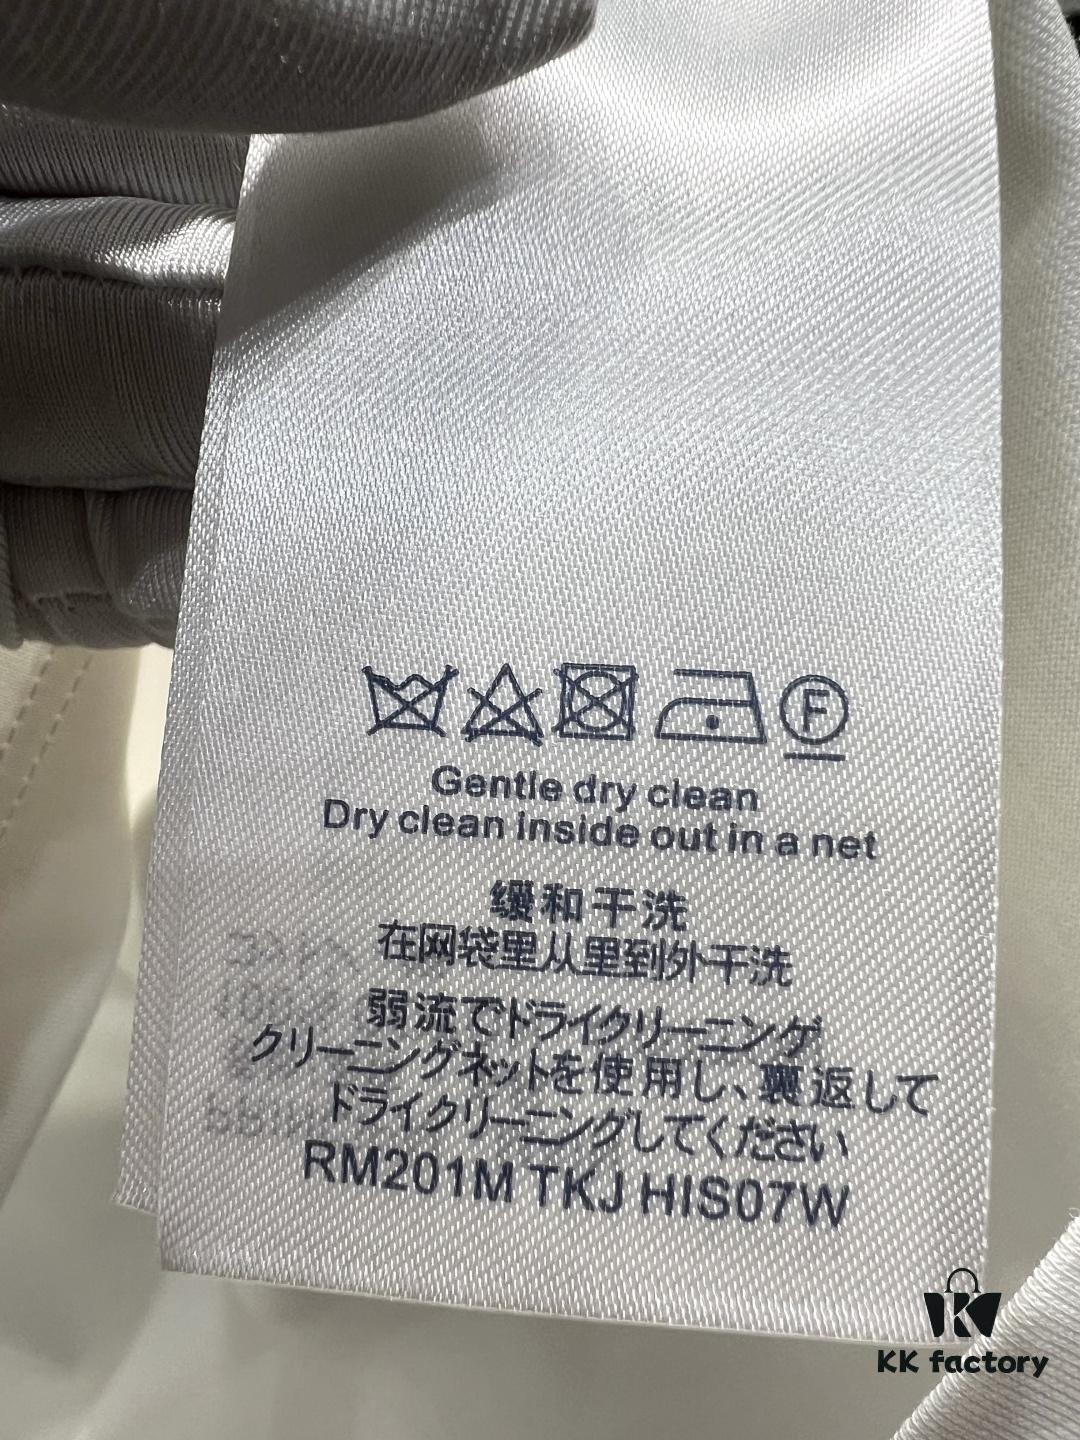 F
Gentle dry clean
Dry clean inside out in a net
缓和干洗
在网袋里从里到外干洗
弱流でドライクリーニンゲ
クリーニングネットを使用し、裏返して
ドライクリーニングしてください
RM201M TKJ HIS07W
KK factory